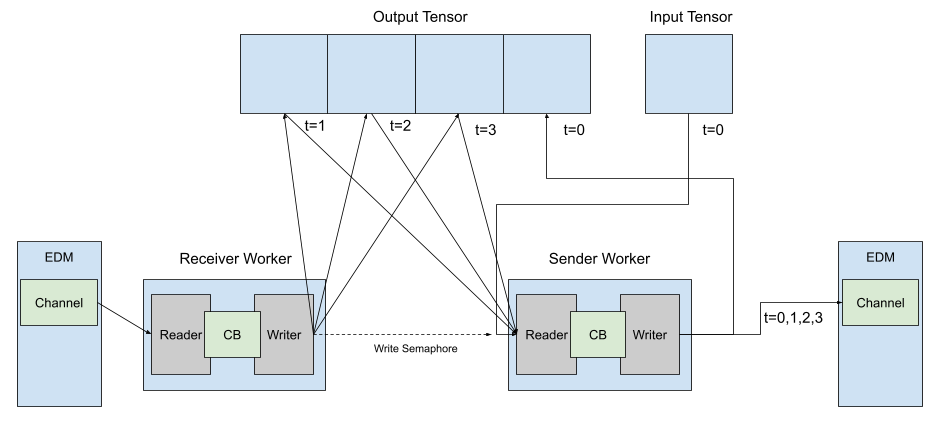 Output Tensor
Input Tensor
t=1
t=2
t=3
t=0
t=0
EDM
Channel
Receiver Worker
Reader
CB
Writer
Write Semaphore
Sender Worker
Reader
CB
Writer
t=0,1,2,3
EDM
Channel